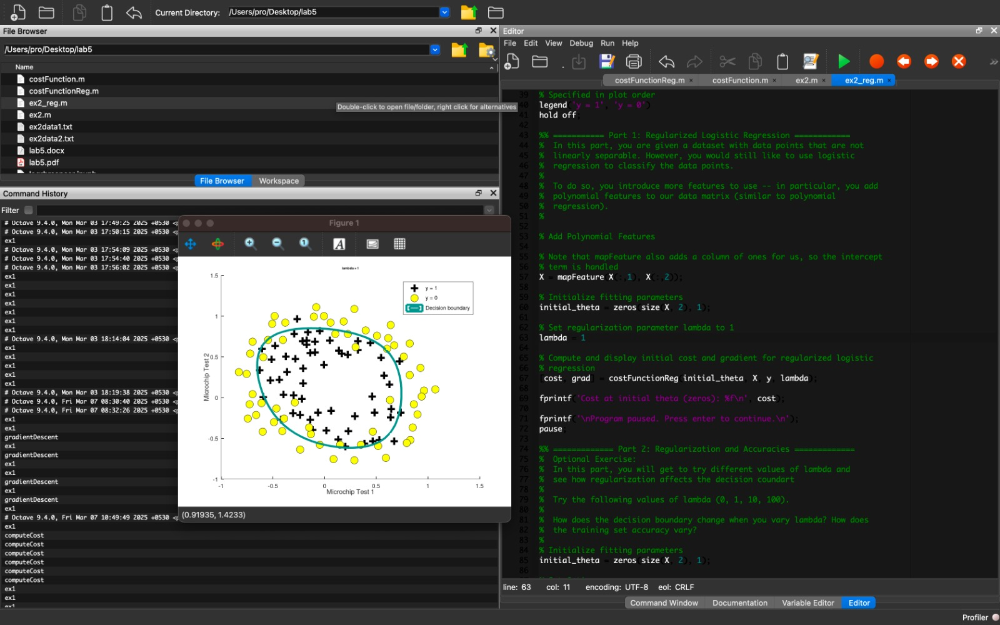 Current Directory: /Users/pro/Desktop/lab5
File Browser
/Users/pro/Desktop/lab5
Name
costFunction.m
costFunctionReg.m
ex2_reg.m
ex2.m
ex2data1.txt
ex2data2.txt
lab5.docx
lab5.pdf
Double-click to open file/folder, right click for alternatives
File Browser Workspace
Command History
Filter
# Octave 9.4.0, Mon Mar 03 17:49:25 2025 +0530 <p
# Octave 9.4.0, Mon Mar 03 17:50:15 2025 +0530 <p
ex1
# Octave 9.4.0, Mon Mar 03 17:54:09 2025 +0530 <p
# Octave 9.4.0, Mon Mar 03 17:54:40 2025 +0530 <p
# Octave 9.4.0, Mon Mar 03 17:56:02 2025 +0530 <p
ex1
ex1
ex1
ex1
ex1
ex1
ex1
# Octave 9.4.0, Mon Mar 03 18:14:04 2025 +0530 <p
ex1
ex1
ex1
ex1
ex1
# Octave 9.4.0, Mon Mar 03 18:19:38 2025 +0530 <p
# Octave 9.4.0, Fri Mar 07 08:30:40 2025 +0530 <p
# Octave 9.4.0, Fri Mar 07 08:32:26 2025 +0530 <p
ex1
ex1
gradientDescent
ex1
gradientDescent
ex1
ex1
gradientDescent
ex1
gradientDescent
ex1
# Octave 9.4.0, Fri Mar 07 10:49:49 2025 +0530 <p
ex1
computeCost
computeCost
computeCost
computeCost
computeCost
computeCost
ex1
ex1
ex1
Figure 1
lambda = 1
1.5
1
0.5
0
-0.5
-1
Microchip Test 2
y = 1
y = 0
Decision boundary
-1 -0.5 0 0.5 1 1.5
Microchip Test 1
(0.91935, 1.4233)
Editor
File Edit View Debug Run Help
costFunctionReg.m costFunction.m ex2.m ex2_reg.m
39 % Specified in plot order
40 legend('y = 1', 'y = 0')
41 hold off;
42
43 %% =========== Part 1: Regularized Logistic Regression ============
44 % In this part, you are given a dataset with data points that are not
45 % linearly separable. However, you would still like to use logistic
46 % regression to classify the data points.
47 %
48 % To do so, you introduce more features to use -- in particular, you add
49 % polynomial features to our data matrix (similar to polynomial
50 % regression).
51 %
52
53 % Add Polynomial Features
54
55 % Note that mapFeature also adds a column of ones for us, so the intercept
56 % term is handled
57 X = mapFeature(X(:,1), X(:,2));
58
59 % Initialize fitting parameters
60 initial_theta = zeros(size(X, 2), 1);
61
62 % Set regularization parameter lambda to 1
63 lambda = 1
64
65 % Compute and display initial cost and gradient for regularized logistic
66 % regression
67 [cost, grad] = costFunctionReg(initial_theta, X, y, lambda);
68
69 fprintf('Cost at initial theta (zeros): %f\n', cost);
70
71 fprintf('\nProgram paused. Press enter to continue.\n');
72 pause;
73
74 %% ============= Part 2: Regularization and Accuracies =============
75 % Optional Exercise:
76 % In this part, you will get to try different values of lambda and
77 % see how regularization affects the decision coundart
78 %
79 % Try the following values of lambda (0, 1, 10, 100).
80 %
81 % How does the decision boundary change when you vary lambda? How does
82 % the training set accuracy vary?
83 %
84 % Initialize fitting parameters
85 initial_theta = zeros(size(X, 2), 1);
86
line: 63 col: 11 encoding: UTF-8 eol: CRLF
Command Window Documentation Variable Editor Editor
Profiler